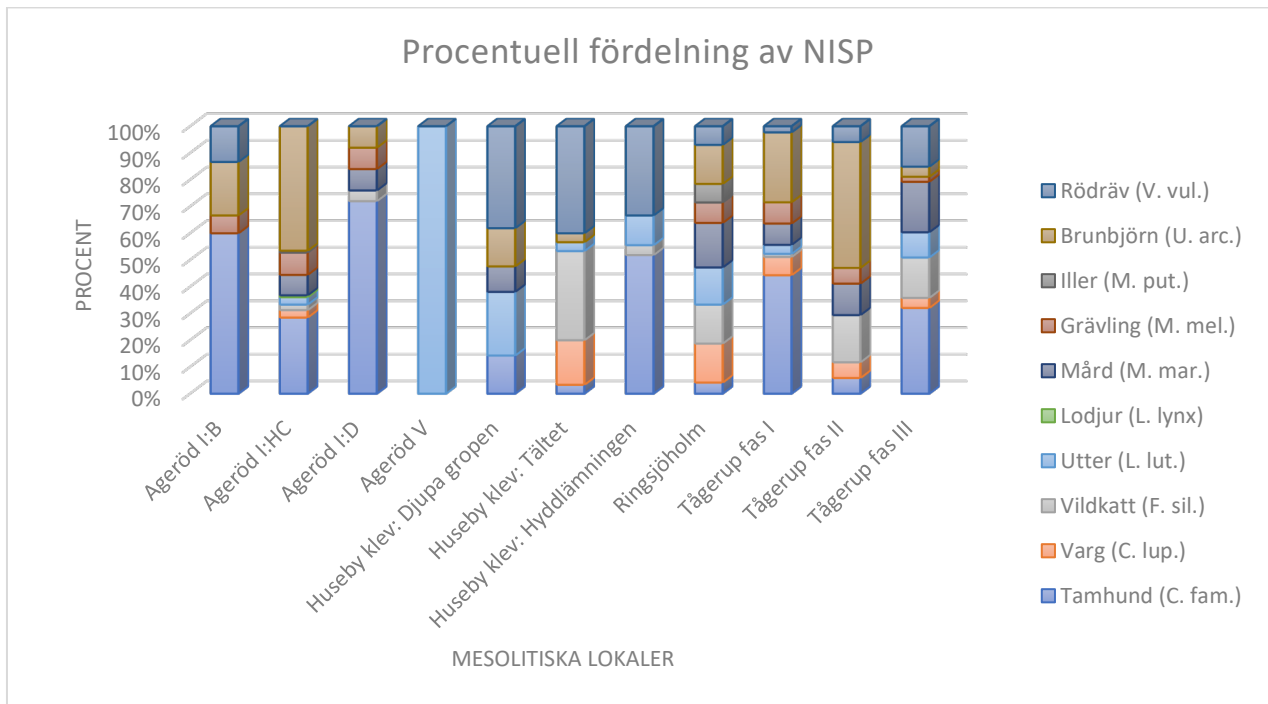 Procentuell fördelning av NISP
100%
90%
80%
70%
60%
50%
40%
30%
20%
10%
0%
PROCENT
Ageröd I:B
Ageröd I:HC
Ageröd I:D
Ageröd V
Huseby klev: Djupa gropen
Huseby klev: Tältet
Huseby klev: Hyddlämningen
Ringsjöholm
Tågerup fas I
Tågerup fas II
Tågerup fas III
MESOLITISKA LOKALER
Rödräv (V. vul.)
Brunbjörn (U. arc.)
Iller (M. put.)
Grävling (M. mel.)
Mård (M. mar.)
Lodjur (L. lynx)
Utter (L. lut.)
Vildkatt (F. sil.)
Varg (C. lup.)
Tamhund (C. fam.)